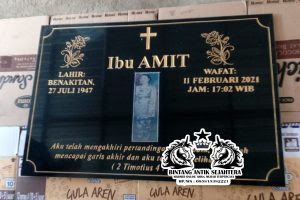 Ibu AMIT
LAHIR:
BENAKITAN,
27 JULI 1947
WAFAT:
11 FEBRUARI 2021
JAM: 17:02 WIB
Aku telah mengakhiri pertandingan
mencapai garis akhir dan aku
( 2 Timotius
BINTANG ANTIK SEJAHTERA
GULA AREN
GULA AREN